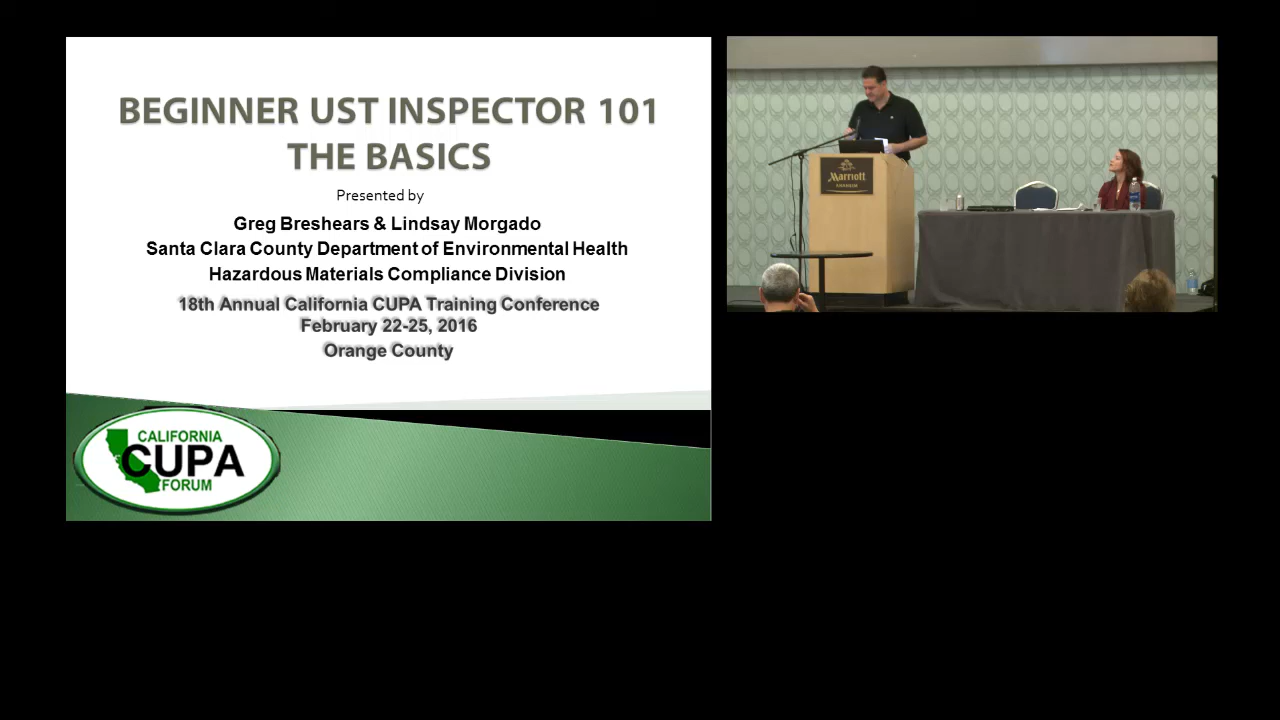 BEGINNER UST INSPECTOR 101
THE BASICS
Presented by
Greg Breshears & Lindsay Morgado
Santa Clara County Department of Environmental Health
Hazardous Materials Compliance Division
18th Annual California CUPA Training Conference
February 22-25, 2016
Orange County
CALIFORNIA
CUPA
FORUM
Marriott
ANAHEIM